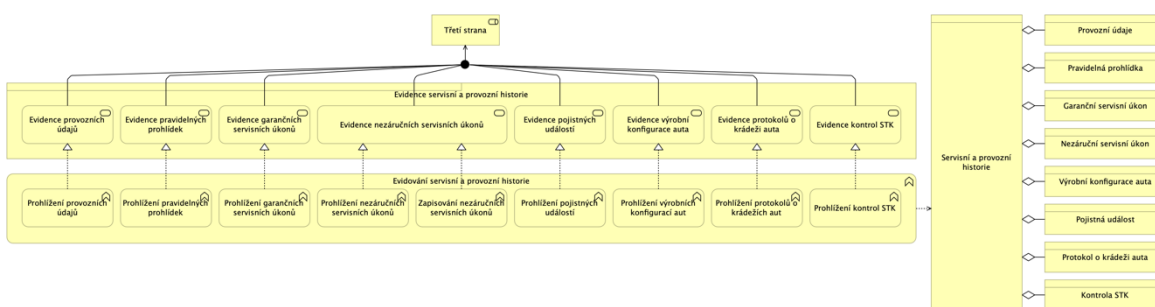 Třetí strana
Evidence servisní a provozní historie
Evidence provozních
údajů
Evidence pravidelných
prohlídek
Evidence garančních
servisních úkonů
Evidence nezáručních servisních úkonů
Evidence pojistných
událostí
Evidence výrobní
konfigurace auta
Evidence protokolů o
krádeži auta
Evidence kontrol STK
Evidování servisní a provozní historie
Prohlížení provozních
údajů
Prohlížení pravidelných
prohlídek
Prohlížení garančních
servisních úkonů
Prohlížení nezáručních
servisních úkonů
Zapisování nezáručních
servisních úkonů
Prohlížení pojistných
událostí
Prohlížení výrobních
konfigurací aut
Prohlížení protokolů o
krádežích aut
Prohlížení kontrol STK
Servisní a provozní
historie
Provozní údaje
Pravidelná prohlídka
Garanční servisní úkon
Nezáruční servisní úkon
Výrobní konfigurace auta
Pojistná událost
Protokol o krádeži auta
Kontrola STK